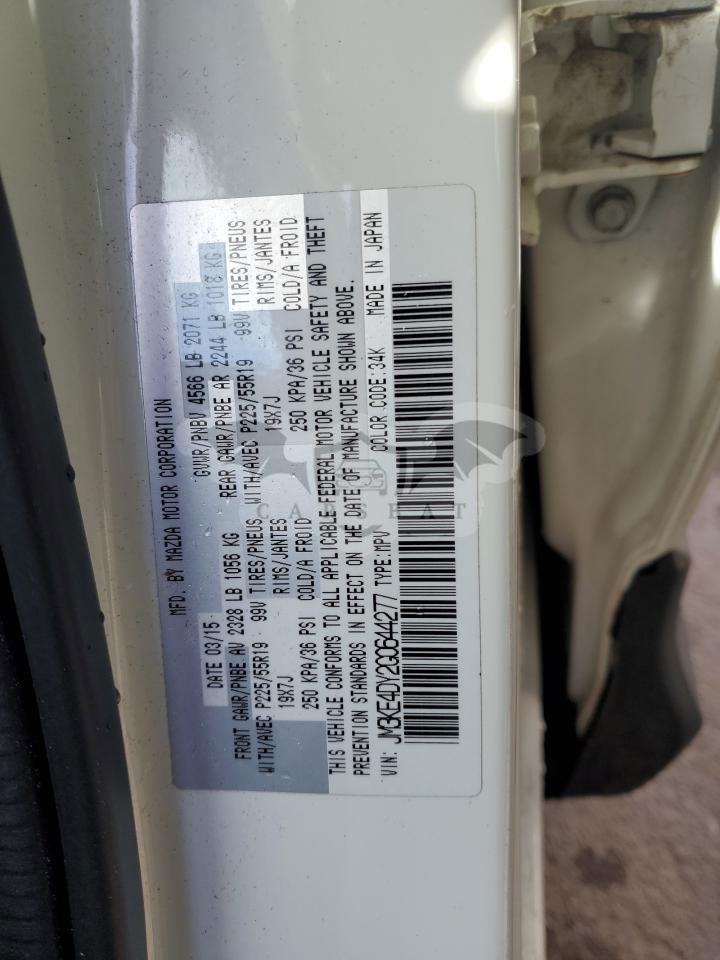 MFD. BY MAZDA MOTOR CORPORATION
DATE 03/15 GVWR/PNBV 4566 LB 2071 KG
FRONT GAWR/PNBE AV 2328 LB 1056 KG REAR GAWR/PNBE AR 2244 LB 1018 KG
WITH/AVEC P225/55R19 99V TIRES/PNEUS WITH/AVEC P225/55R19 99V TIRES/PNEUS
19X7J RIMS/JANTES 19X7J RIMS/JANTES
250 KPA/36 PSI COLD/A FROID 250 KPA/36 PSI COLD/A FROID
THIS VEHICLE CONFORMS TO ALL APPLICABLE FEDERAL MOTOR VEHICLE SAFETY AND THEFT
PREVENTION STANDARDS IN EFFECT ON THE DATE OF MANUFACTURE SHOWN ABOVE.
VIN: JM3KE4DY2G0644277 TYPE: MPV COLOR CODE: 34K MADE IN JAPAN